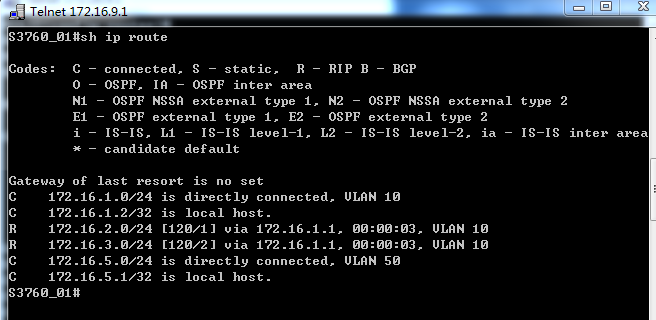 Telnet 172.16.9.1
S3760_01#sh ip route
Codes:  C - connected, S - static,  R - RIP B - BGP
O - OSPF, IA - OSPF inter area
N1 - OSPF NSSA external type 1, N2 - OSPF NSSA external type 2
E1 - OSPF external type 1, E2 - OSPF external type 2
i - IS-IS, L1 - IS-IS level-1, L2 - IS-IS level-2, ia - IS-IS inter area
* - candidate default
Gateway of last resort is no set
C    172.16.1.0/24 is directly connected, VLAN 10
C    172.16.1.2/32 is local host.
R    172.16.2.0/24 [120/1] via 172.16.1.1, 00:00:03, VLAN 10
R    172.16.3.0/24 [120/2] via 172.16.1.1, 00:00:03, VLAN 10
C    172.16.5.0/24 is directly connected, VLAN 50
C    172.16.5.1/32 is local host.
S3760_01#